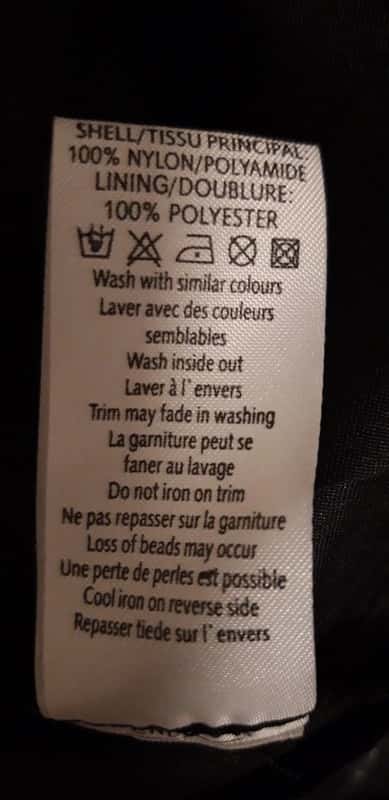 SHELL/TISSU PRINCIPAL:
100% NYLON/POLYAMIDE
LINING/DOUBLURE:
100% POLYESTER
Wash with similar colours
Laver avec des couleurs
semblables
Wash inside out
Laver à l'envers
Trim may fade in washing
La garniture peut se
faner au lavage
Do not iron on trim
Ne pas repasser sur la garniture
Loss of beads may occur
Une perte de perles est possible
Cool iron on reverse side
Repasser tiede sur l'envers